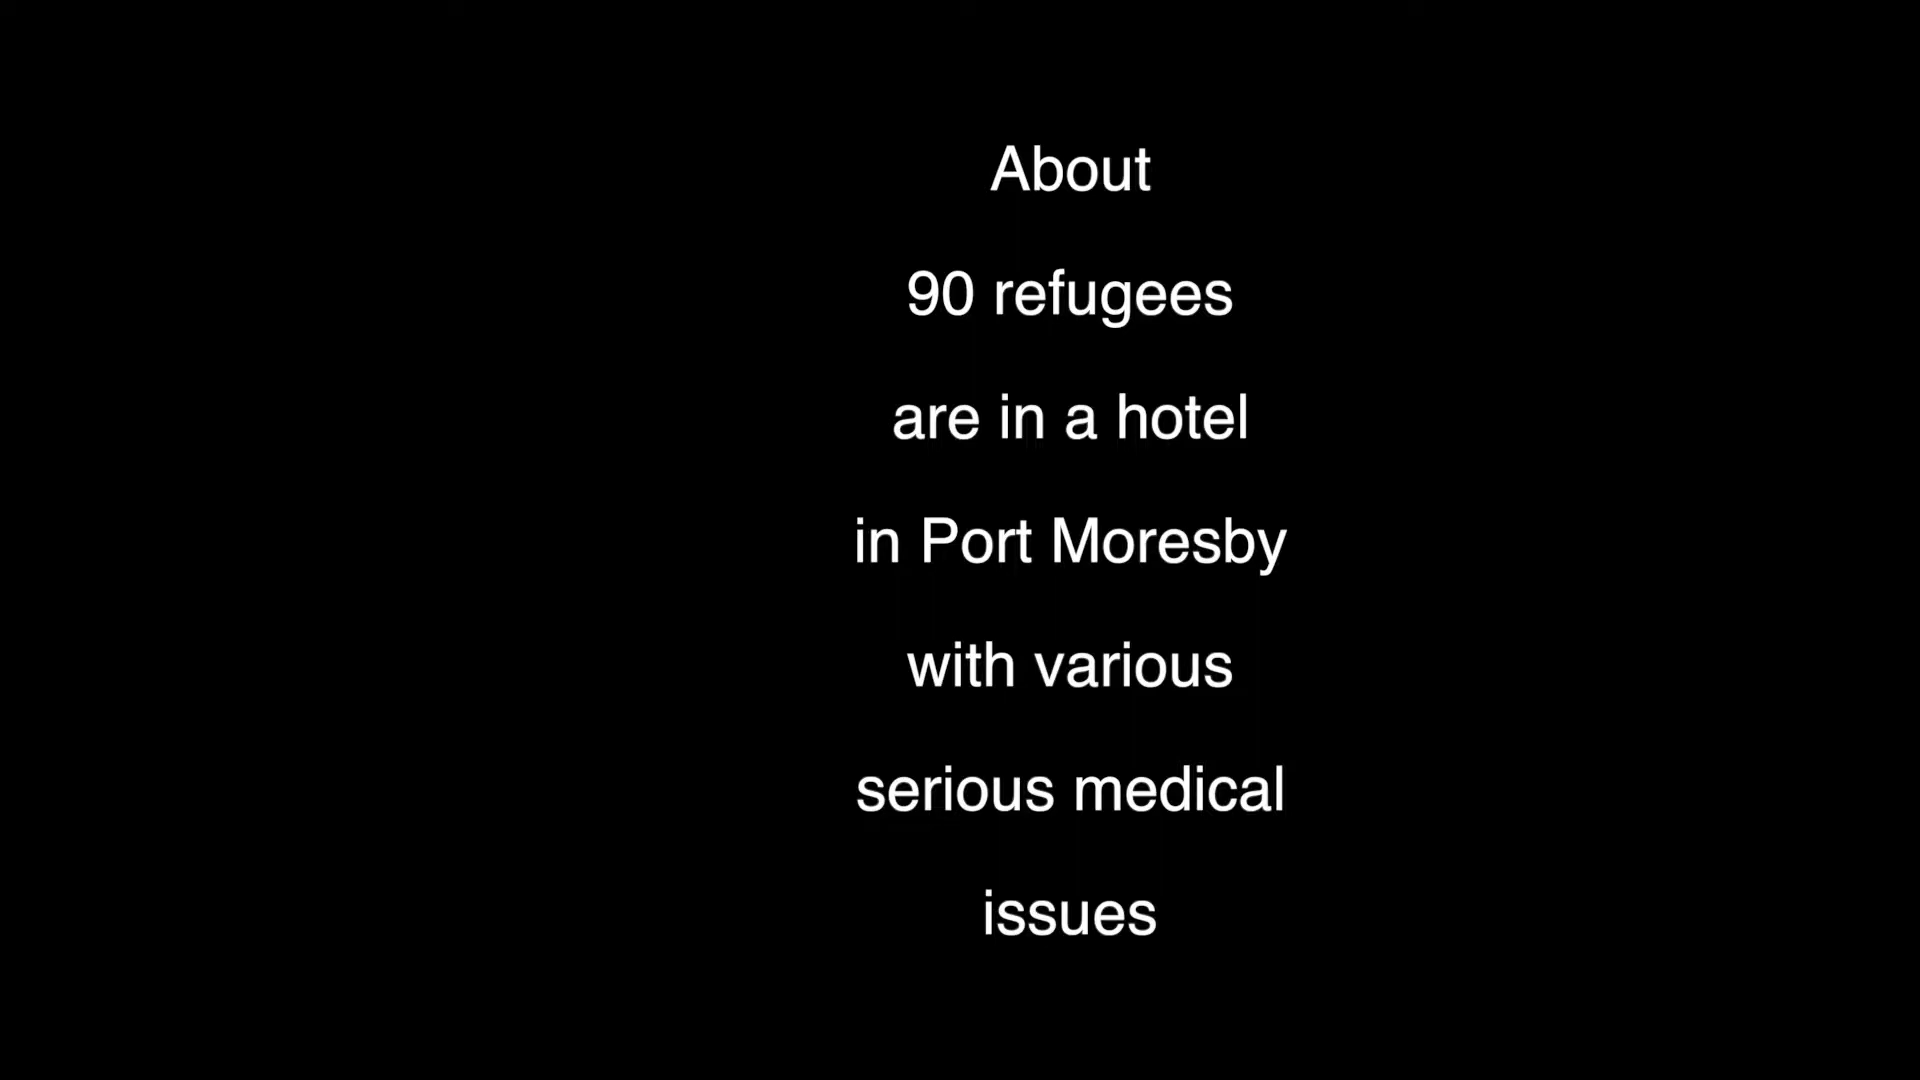 About
90 refugees
are in a hotel
in Port Moresby
with various
serious medical
issues